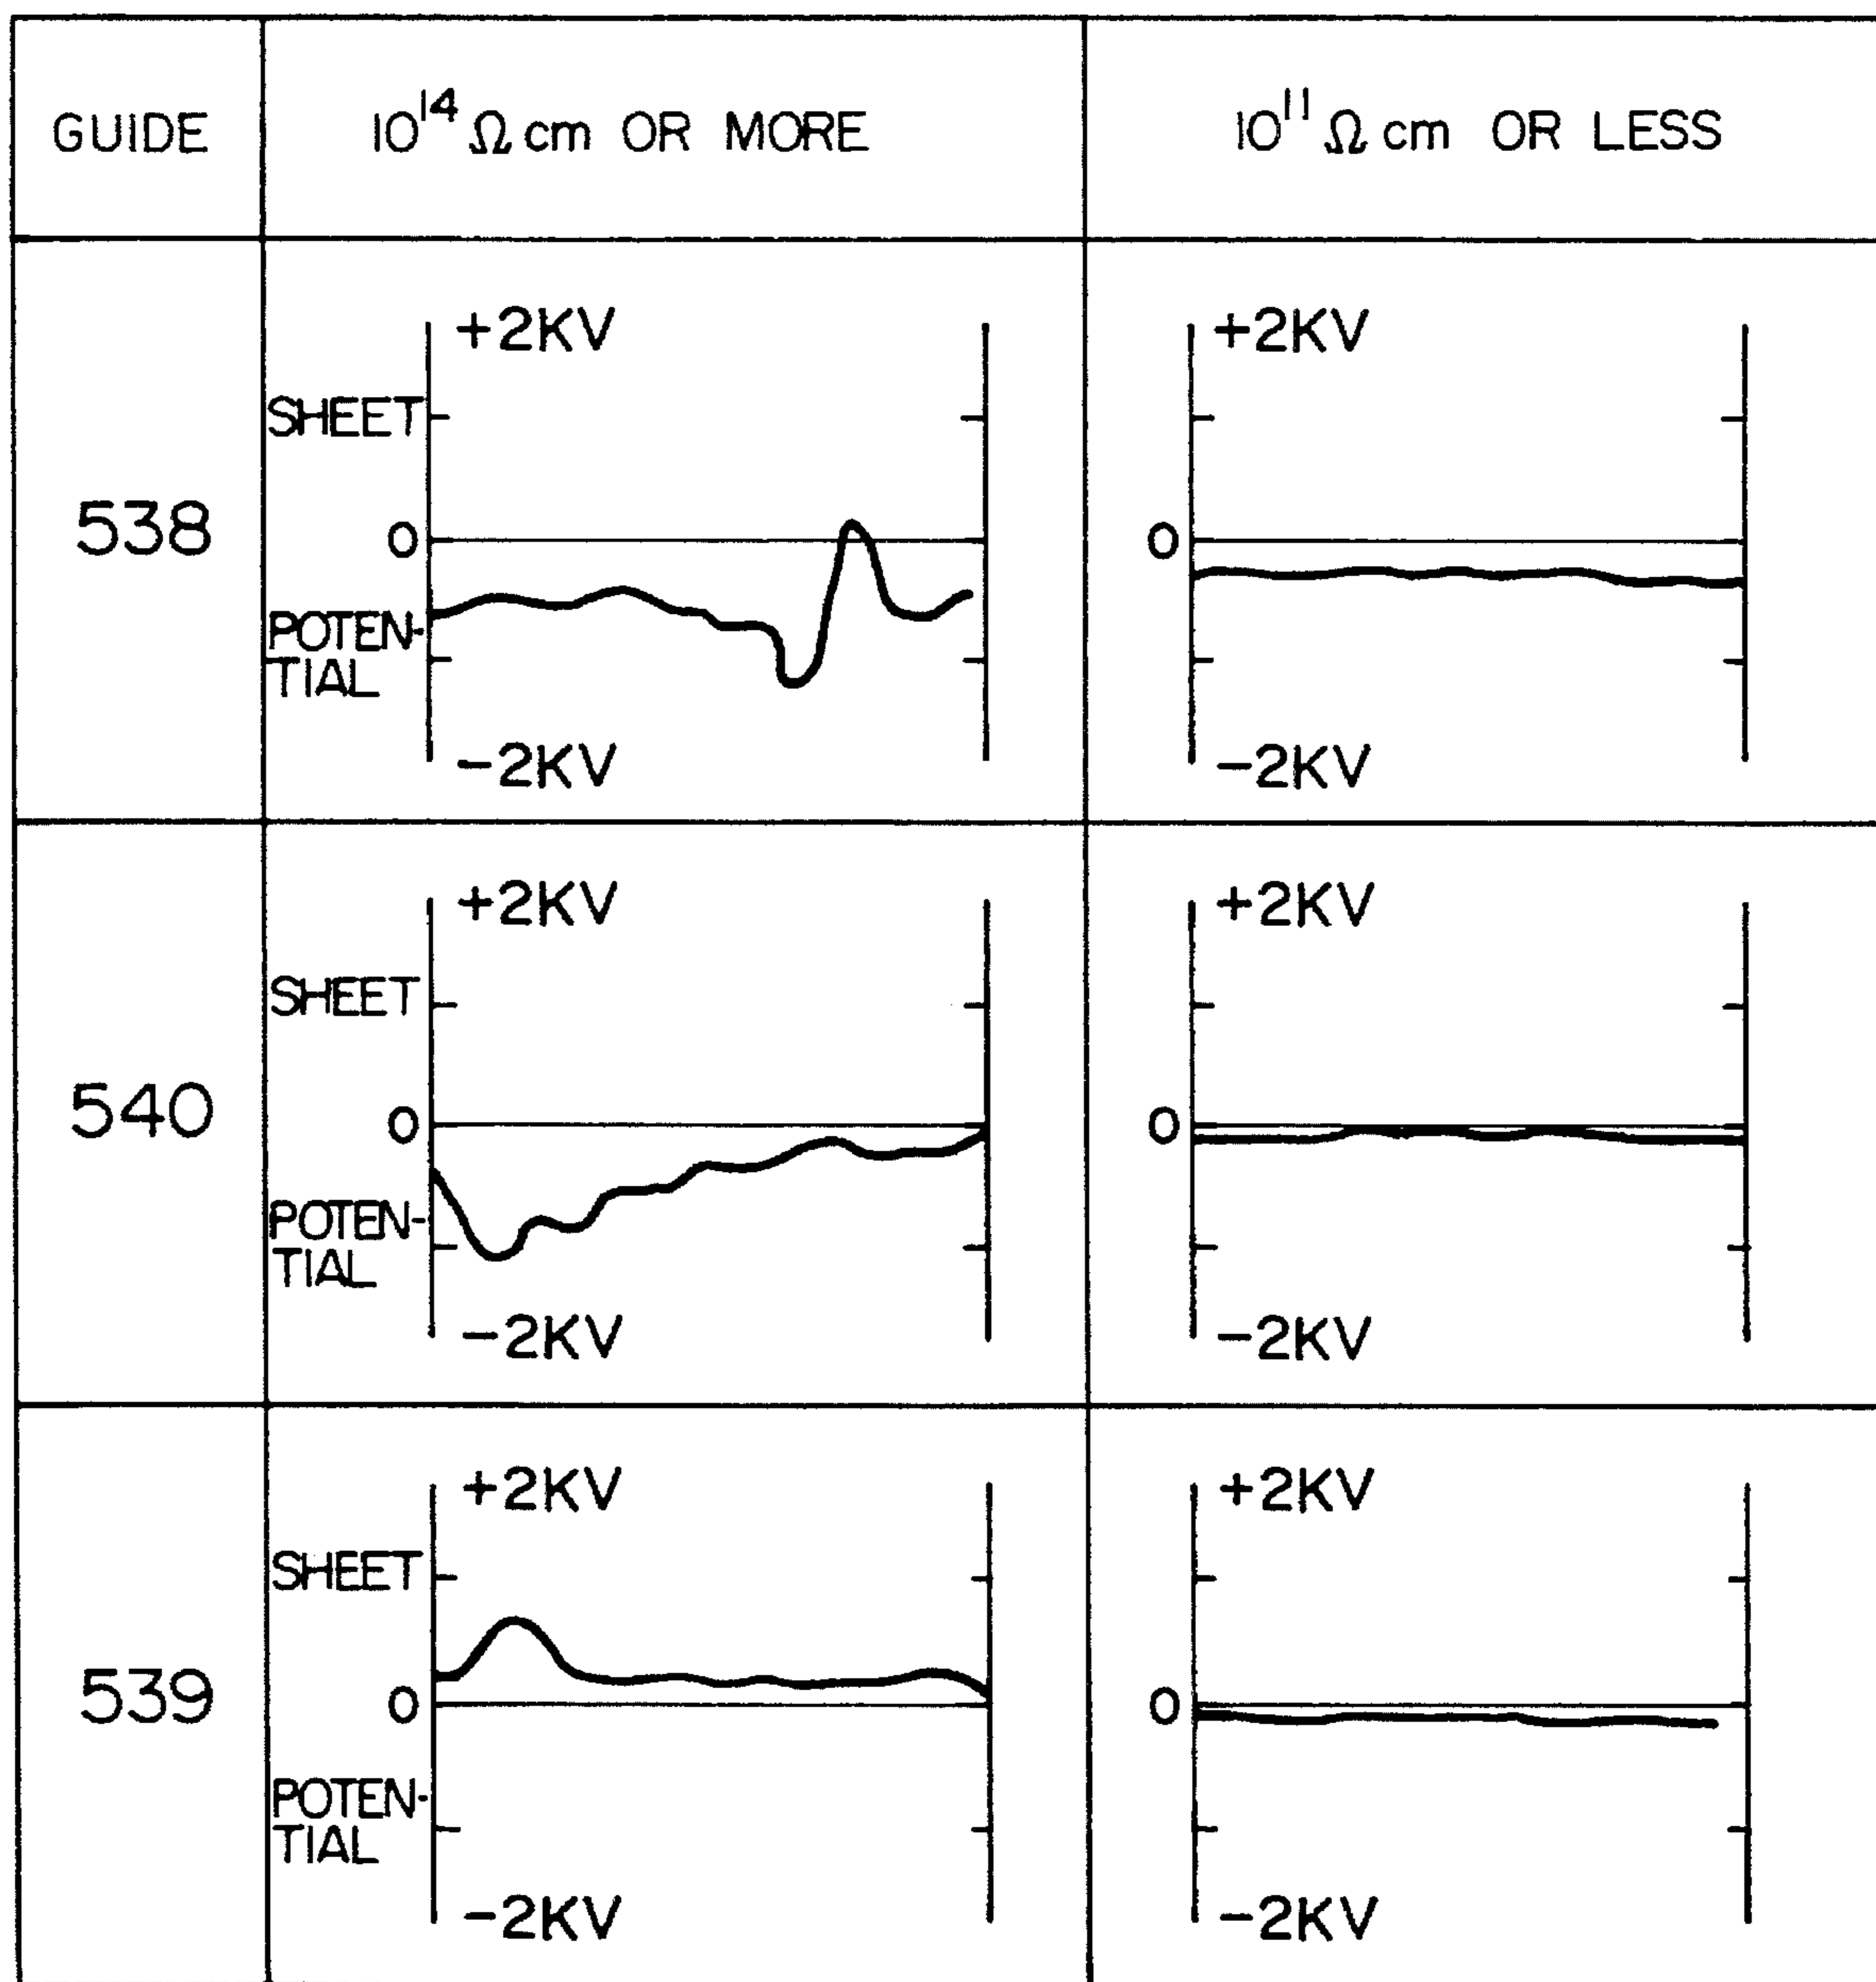 GUIDE
10¹⁴ Ω cm OR MORE
10¹¹ Ω cm OR LESS
538
+2KV
SHEET
0
POTEN-
TIAL
-2KV
+2KV
0
-2KV
540
+2KV
SHEET
0
POTEN-
TIAL
-2KV
+2KV
0
-2KV
539
+2KV
SHEET
0
POTEN-
TIAL
-2KV
+2KV
0
-2KV